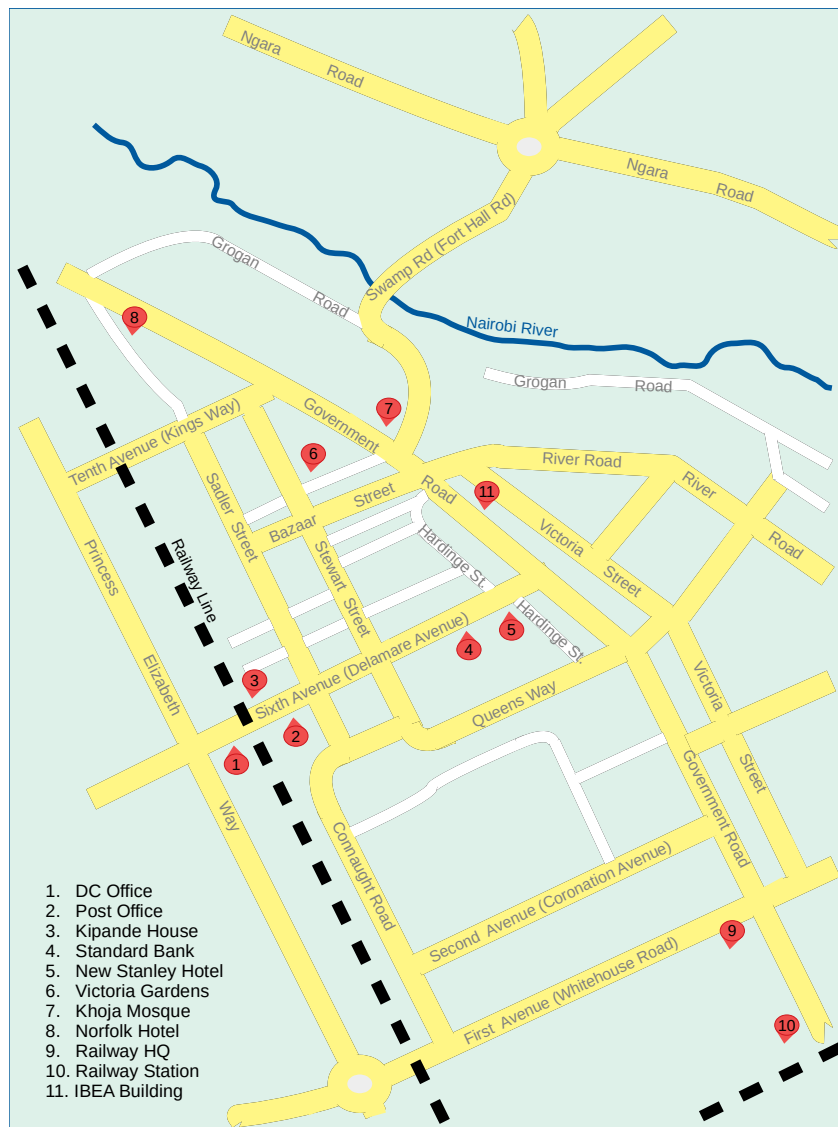 Ngara
Road
Ngara
Road
Swamp Rd (Fort Hall Rd)
Grogan
Road
Nairobi River
8
Grogan
Road
7
Tenth Avenue (Kings Way)
Government
Road
6
River Road
River
Road
Bazaar
Street
11
Sadler
Street
Victoria
Street
Hardinge St.
Stewart
Street
Railway Line
Princess
Elizabeth
Way
Hardinge St.
5
4
3
Sixth Avenue (Delamare Avenue)
Queens Way
Victoria
Street
2
1
Government Road
Connaught Road
Second Avenue (Coronation Avenue)
9
First Avenue (Whitehouse Road)
10
1. DC Office
2. Post Office
3. Kipande House
4. Standard Bank
5. New Stanley Hotel
6. Victoria Gardens
7. Khoja Mosque
8. Norfolk Hotel
9. Railway HQ
10. Railway Station
11. IBEA Building